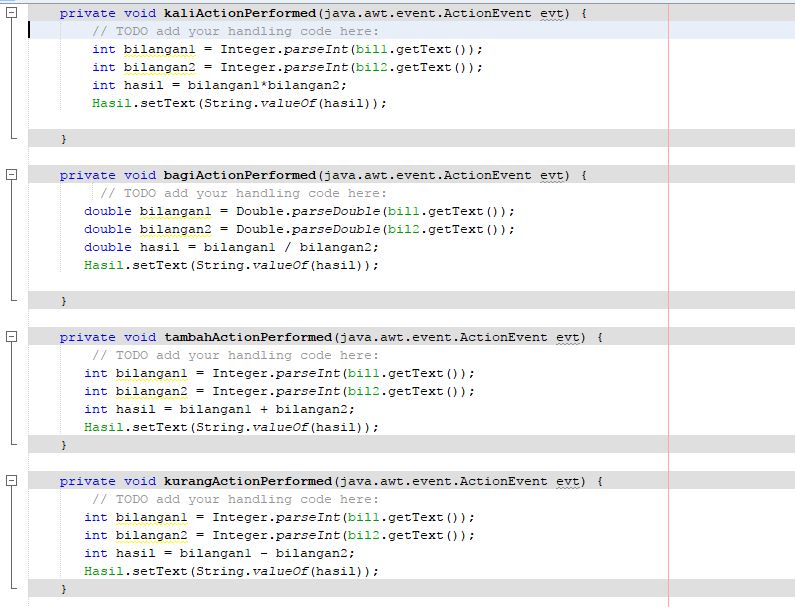 private void kaliActionPerformed(java.awt.event.ActionEvent evt) {
// TODO add your handling code here:
int bilangan1 = Integer.parseInt(bil1.getText());
int bilangan2 = Integer.parseInt(bil2.getText());
int hasil = bilangan1*bilangan2;
Hasil.setText(String.valueOf(hasil));
}
private void bagiActionPerformed(java.awt.event.ActionEvent evt) {
// TODO add your handling code here:
double bilangan1 = Double.parseDouble(bil1.getText());
double bilangan2 = Double.parseDouble(bil2.getText());
double hasil = bilangan1 / bilangan2;
Hasil.setText(String.valueOf(hasil));
}
private void tambahActionPerformed(java.awt.event.ActionEvent evt) {
// TODO add your handling code here:
int bilangan1 = Integer.parseInt(bil1.getText());
int bilangan2 = Integer.parseInt(bil2.getText());
int hasil = bilangan1 + bilangan2;
Hasil.setText(String.valueOf(hasil));
}
private void kurangActionPerformed(java.awt.event.ActionEvent evt) {
// TODO add your handling code here:
int bilangan1 = Integer.parseInt(bil1.getText());
int bilangan2 = Integer.parseInt(bil2.getText());
int hasil = bilangan1 - bilangan2;
Hasil.setText(String.valueOf(hasil));
}